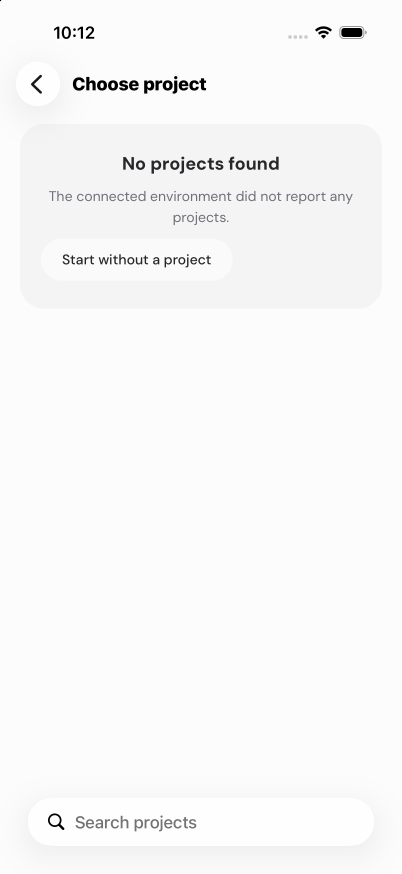 10:12
Choose project
No projects found
The connected environment did not report any
projects.
Start without a project
Search projects